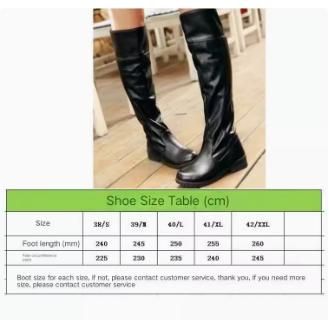 Shoe Size Table (cm)
Size 38/S 39/M 40/L 41/XL 42/XXL
Foot length (mm) 240 245 250 255 260
225 230 235 240 245
Boot size for each size, if not, please contact customer service, thank you, if you need more
size, please contact customer service